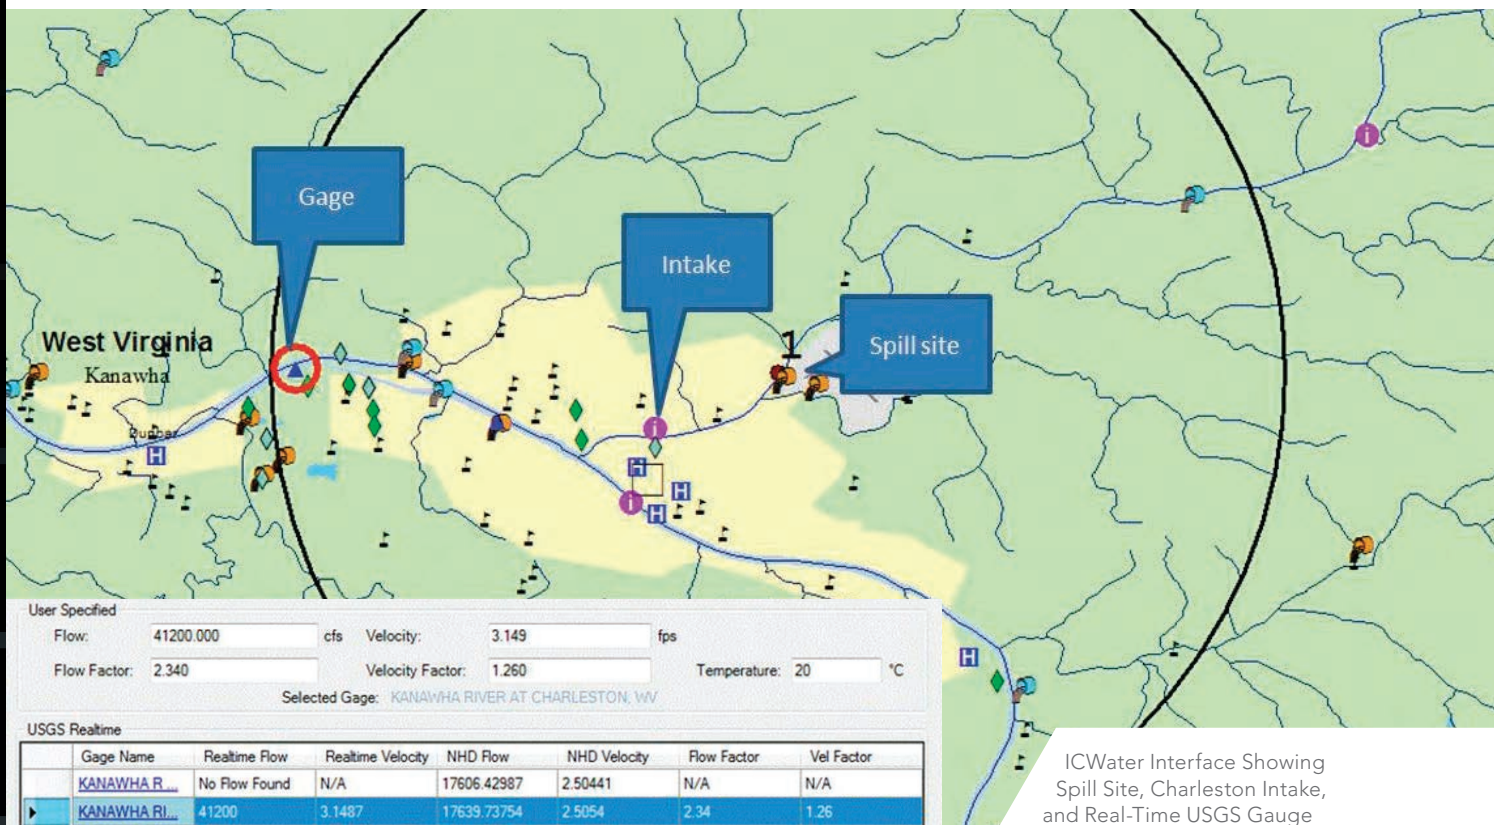 Gage
Intake
1
Spill site
West Virginia
Kanawha
Dunbar
H
i
i
H
H
i
H
H
User Specified
Flow: 41200.000 cfs Velocity: 3.149 fps
Flow Factor: 2.340 Velocity Factor: 1.260 Temperature: 20 °C
Selected Gage: KANAWHA RIVER AT CHARLESTON, WV
USGS Realtime
Gage Name Realtime Flow Realtime Velocity NHD Flow NHD Velocity Flow Factor Vel Factor
KANAWHA R ... No Flow Found N/A 17606.42987 2.50441 N/A N/A
KANAWHA RI... 41200 3.1487 17639.73754 2.5054 2.34 1.26
ICWater Interface Showing
Spill Site, Charleston Intake,
and Real-Time USGS Gauge